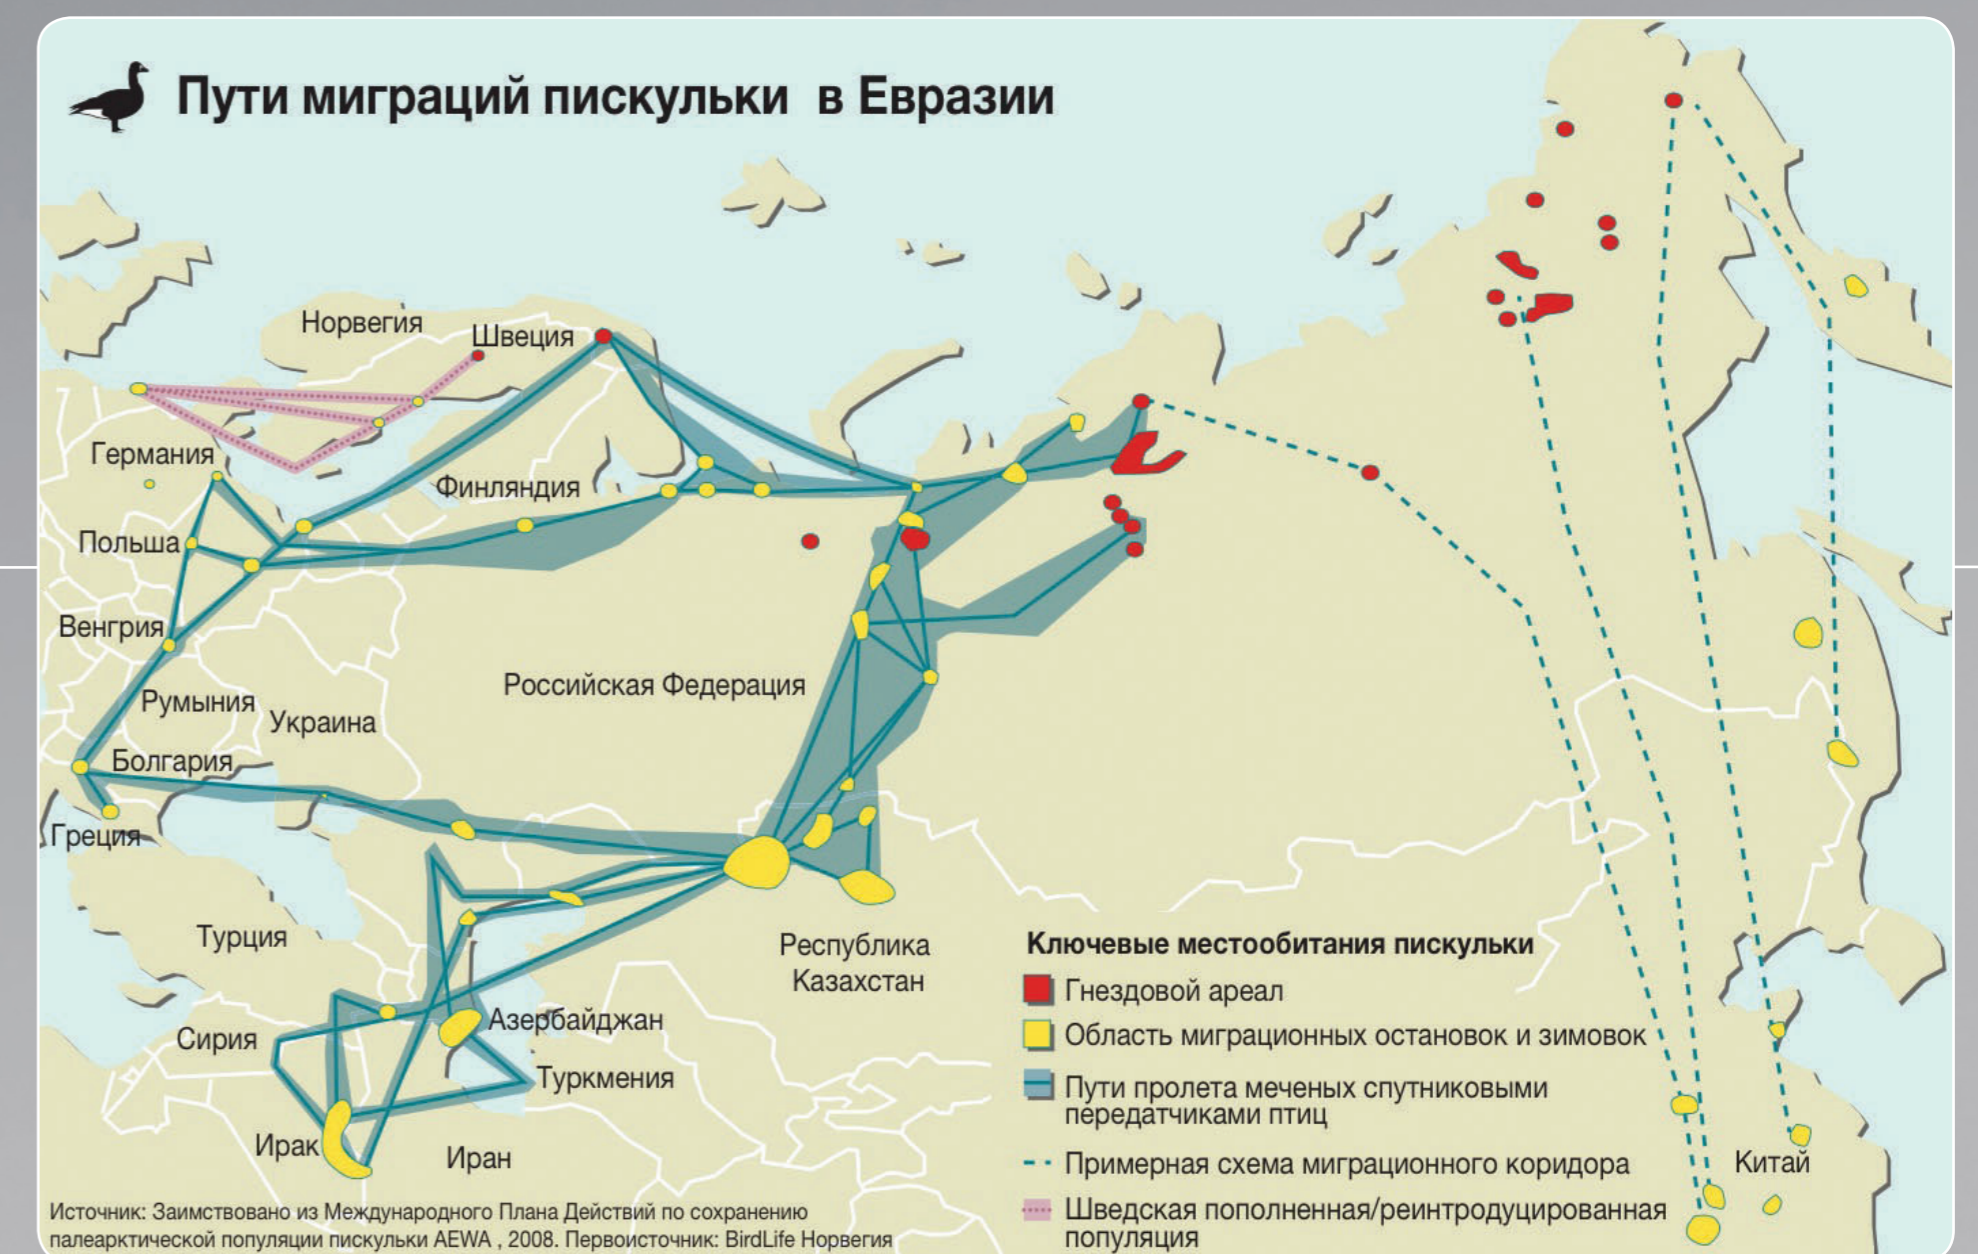 Пути миграций пискульки в Евразии
Норвегия
Швеция
Германия
Финляндия
Польша
Венгрия
Румыния
Украина
Российская Федерация
Болгария
Греция
Турция
Республика
Казахстан
Сирия
Азербайджан
Туркмения
Ирак
Иран
Китай
Ключевые местообитания пискульки
Гнездовой ареал
Область миграционных остановок и зимовок
Пути пролета меченых спутниковыми
передатчиками птиц
Примерная схема миграционного коридора
Шведская пополненная/реинтродуцированная
популяция
Источник: Заимствовано из Международного Плана Действий по сохранению
палеарктической популяции пискульки AEWA , 2008. Первоисточник: BirdLife Норвегия